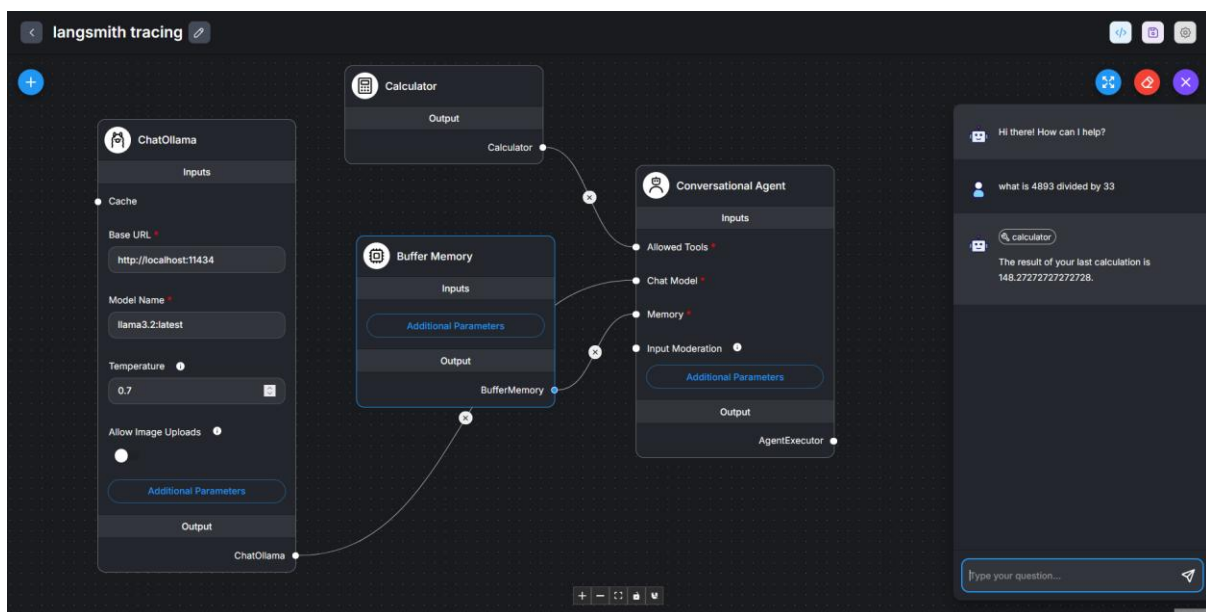 langsmith tracing
ChatOllama
Inputs
Cache
Base URL *
http://localhost:11434
Model Name *
llama3.2:latest
Temperature
0.7
Allow Image Uploads
Additional Parameters
Output
ChatOllama
Calculator
Output
Calculator
Buffer Memory
Inputs
Additional Parameters
Output
BufferMemory
Conversational Agent
Inputs
Allowed Tools *
Chat Model *
Memory *
Input Moderation
Additional Parameters
Output
AgentExecutor
Hi there! How can I help?
what is 4893 divided by 33
calculator
The result of your last calculation is
148.27272727272728.
Type your question...